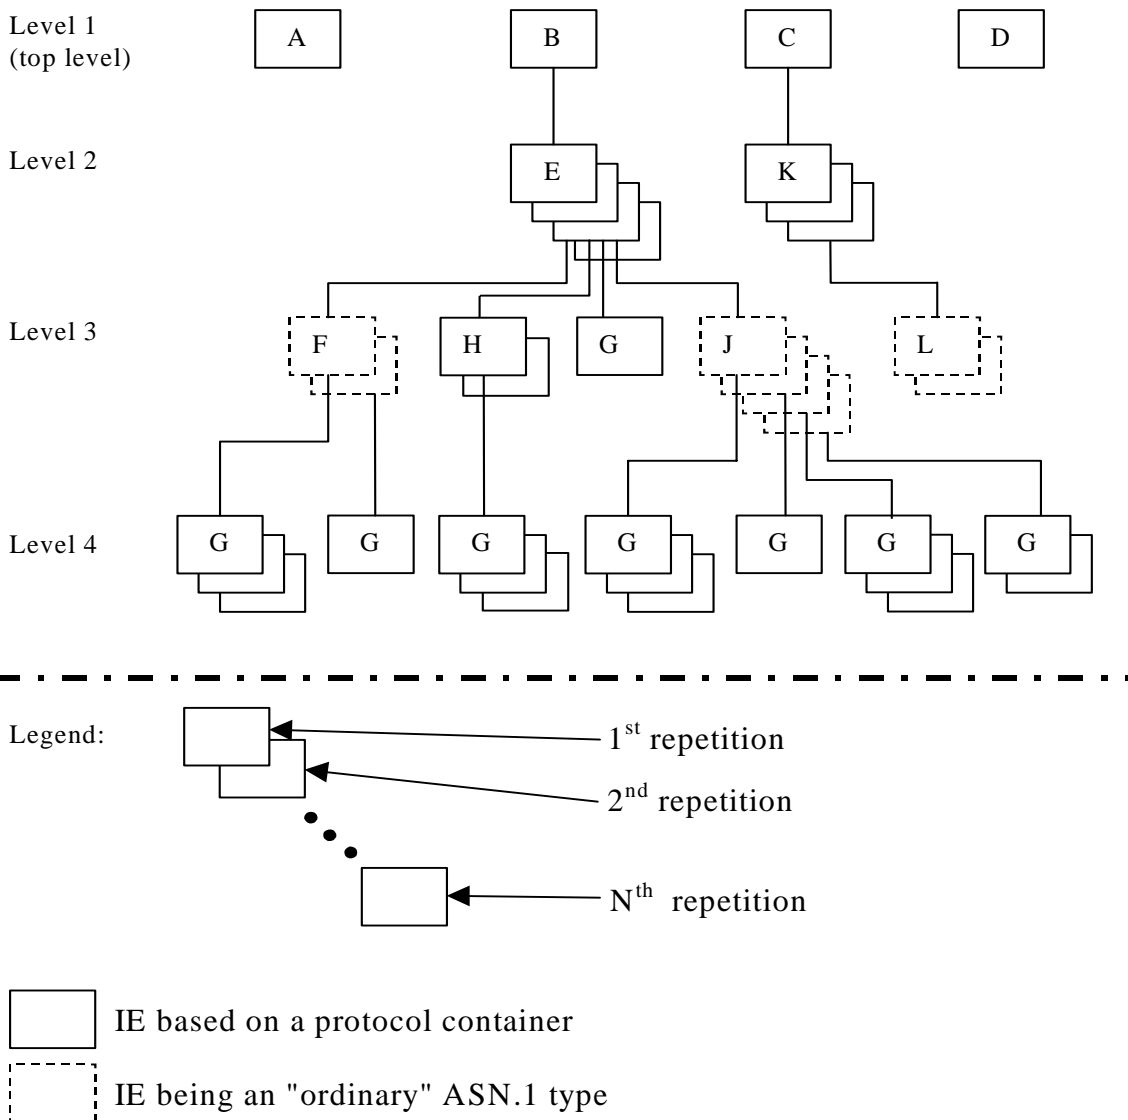 Level 1
(top level)
A B C D
Level 2
E K
Level 3
F H G J L
Level 4
G G G G G G G
Legend:
1st repetition
2nd repetition
Nth repetition
IE based on a protocol container
IE being an "ordinary" ASN.1 type